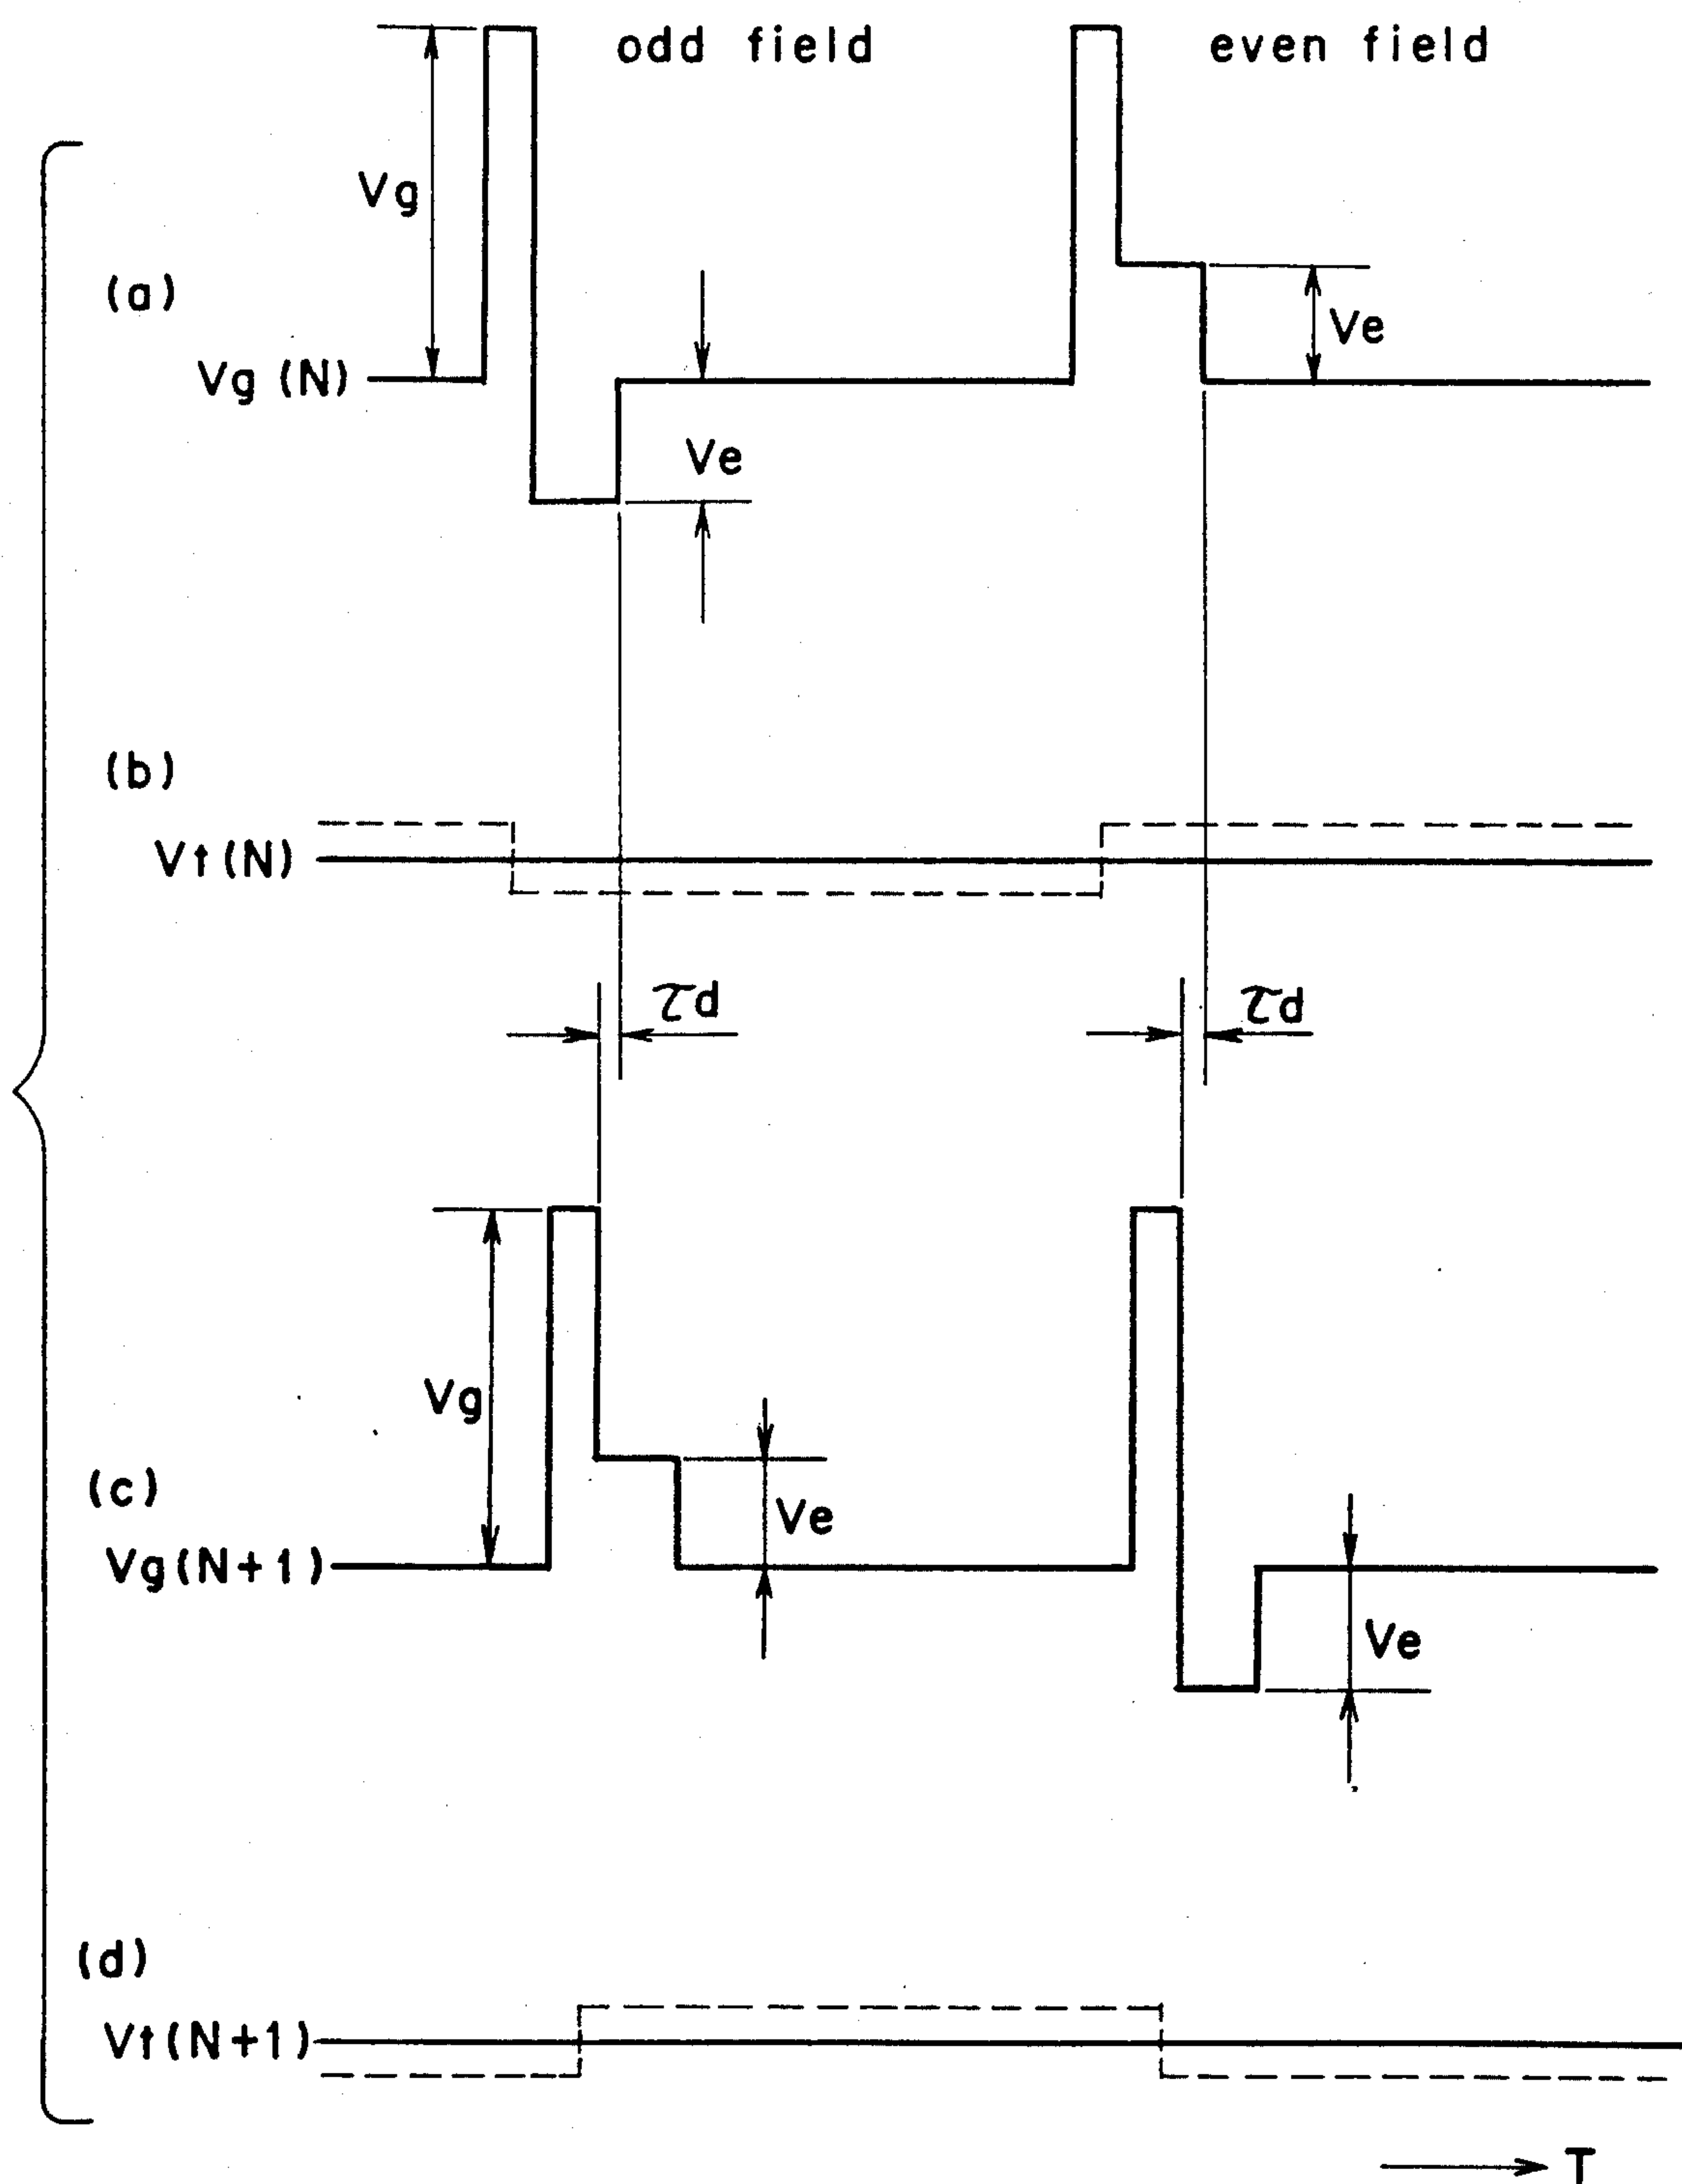 odd field
even field
Vg
(a)
Ve
Vg (N)
Ve
(b)
Vt(N)
τd
τd
Vg
(c)
Ve
Vg(N+1)
Ve
(d)
Vt(N+1)
T